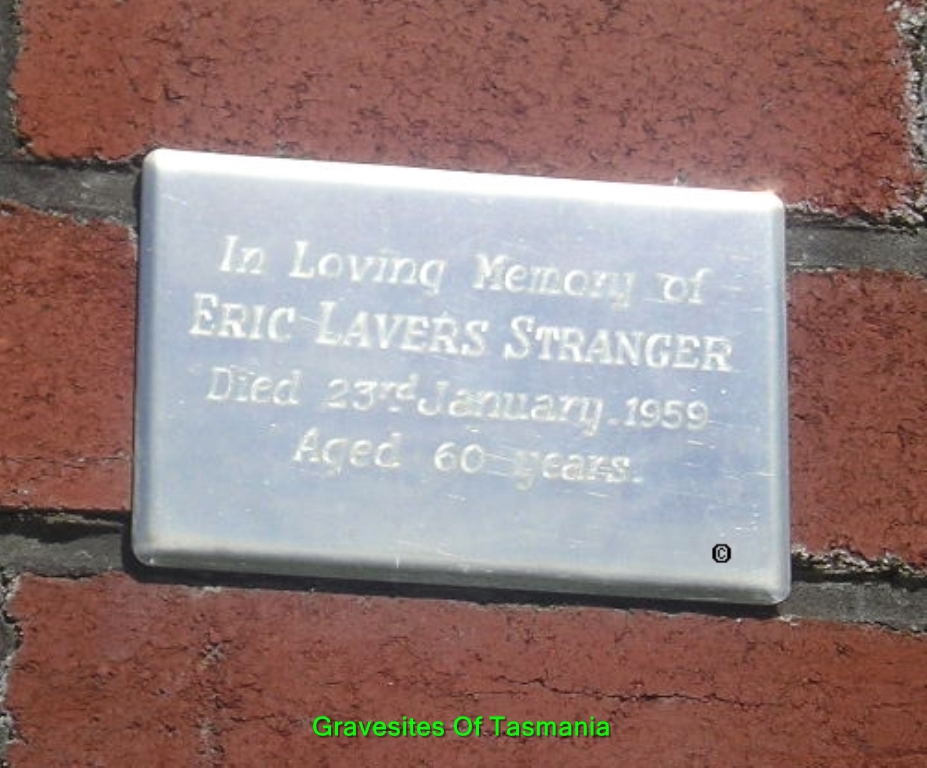 In Loving Memory of
ERIC LAVERS STRANGER
Died 23rd January.1959
Aged 60 years.
©
Gravesites Of Tasmania